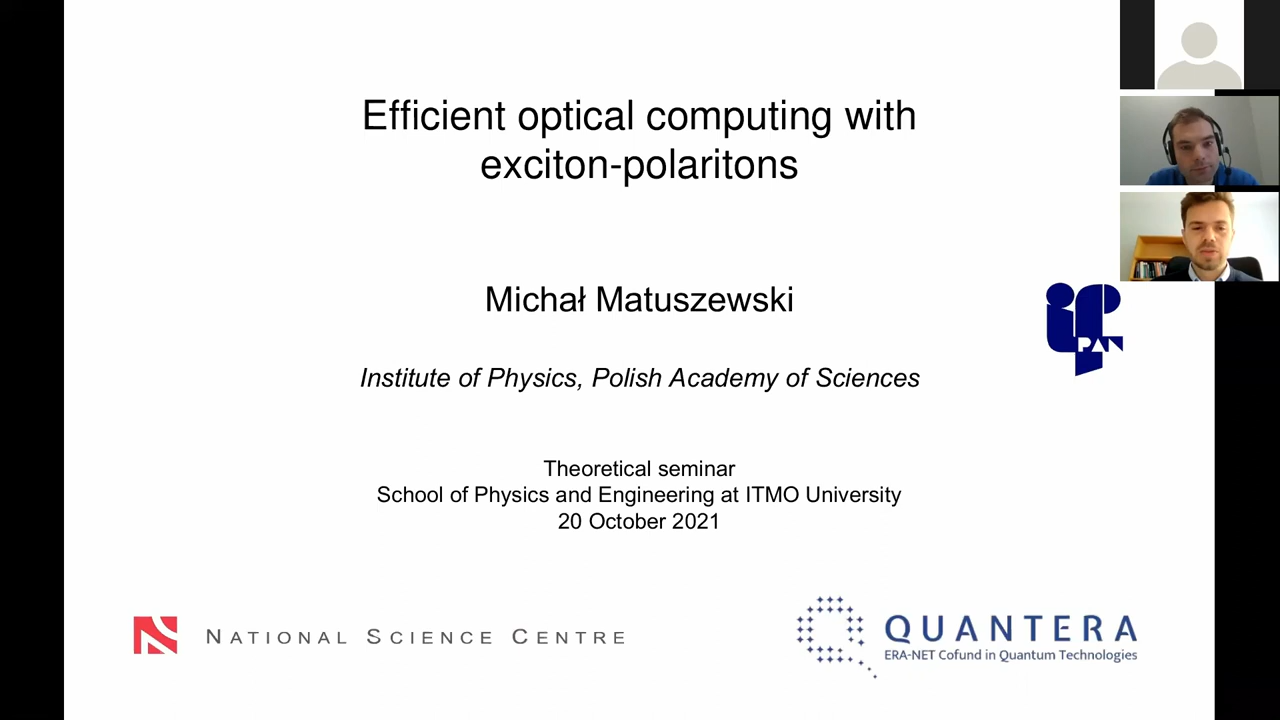 Efficient optical computing with
exciton-polaritons
Michał Matuszewski
Institute of Physics, Polish Academy of Sciences
Theoretical seminar
School of Physics and Engineering at ITMO University
20 October 2021
iP
PAN
NATIONAL SCIENCE CENTRE
QUANTERA
ERA-NET Cofund in Quantum Technologies